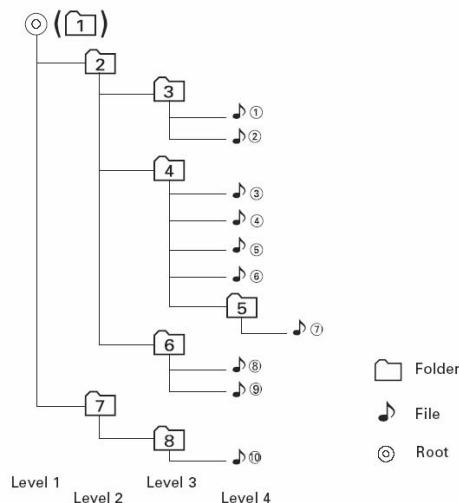 (1)
2
3
①
②
4
③
④
⑤
⑥
5
⑦
6
⑧
⑨
7
8
⑩
Folder
File
Root
Level 1
Level 2
Level 3
Level 4